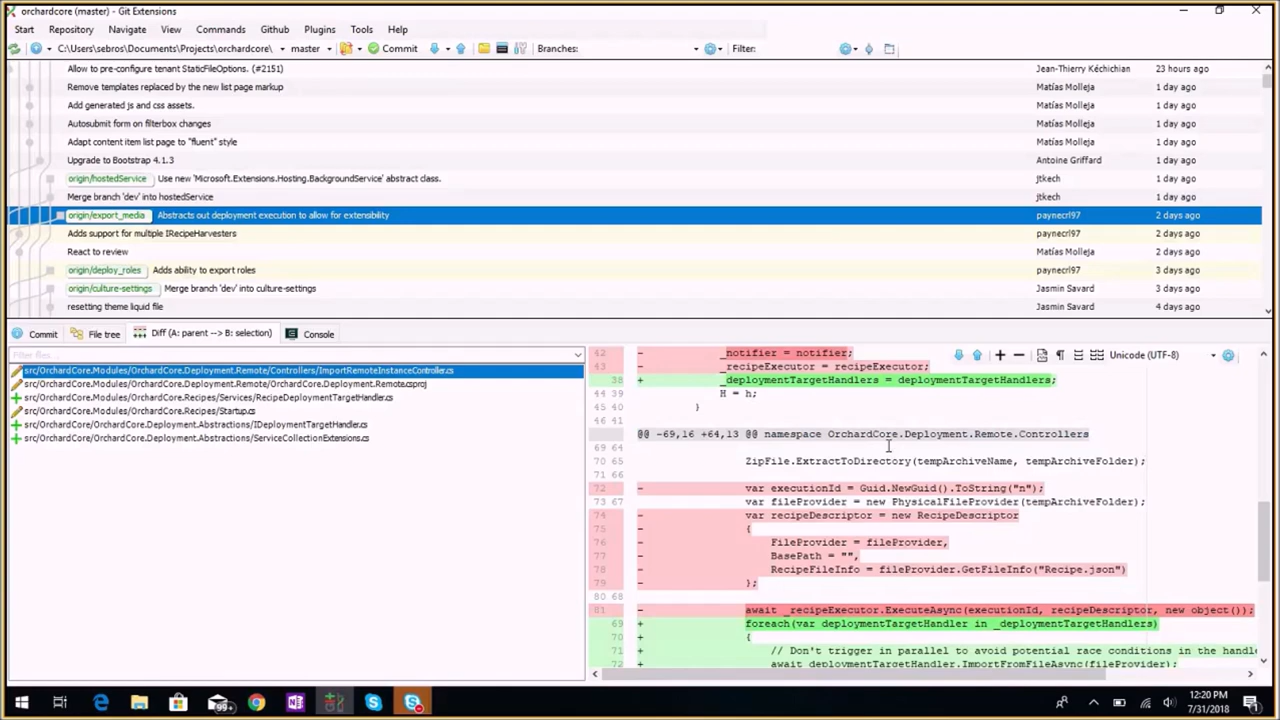 orchardcore (master) - Git Extensions
Start Repository Navigate View Commands Github Plugins Tools Help
C:\Users\sebros\Documents\Projects\orchardcore\ master Commit Branches: Filter:
Allow to pre-configure tenant StaticFileOptions. (#2151) Jean-Thierry Kéchichian 23 hours ago
Remove templates replaced by the new list page markup Matías Molleja 1 day ago
Add generated js and css assets. Matías Molleja 1 day ago
Autosubmit form on filterbox changes Matías Molleja 1 day ago
Adapt content item list page to "fluent" style Matías Molleja 1 day ago
Upgrade to Bootstrap 4.1.3 Antoine Griffard 1 day ago
origin/hostedService Use new 'Microsoft.Extensions.Hosting.BackgroundService' abstract class. jtkech 1 day ago
Merge branch 'dev' into hostedService jtkech 1 day ago
origin/export_media Abstracts out deployment execution to allow for extensibility paynecrl97 2 days ago
Adds support for multiple IRecipeHarvesters paynecrl97 2 days ago
React to review Matías Molleja 2 days ago
origin/deploy_roles Adds ability to export roles paynecrl97 3 days ago
origin/culture-settings Merge branch 'dev' into culture-settings Jasmin Savard 3 days ago
resetting theme liquid file Jasmin Savard 4 days ago
Commit File tree Diff (A: parent --> B: selection) Console
Filter files...
Unicode (UTF-8)
src/OrchardCore.Modules/OrchardCore.Deployment.Remote/Controllers/ImportRemoteInstanceController.cs
src/OrchardCore.Modules/OrchardCore.Deployment.Remote/OrchardCore.Deployment.Remote.csproj
src/OrchardCore.Modules/OrchardCore.Recipes/Services/RecipeDeploymentTargetHandler.cs
src/OrchardCore.Modules/OrchardCore.Recipes/Startup.cs
src/OrchardCore/OrchardCore.Deployment.Abstractions/IDeploymentTargetHandler.cs
src/OrchardCore/OrchardCore.Deployment.Abstractions/ServiceCollectionExtensions.cs
42 - _notifier = notifier;
43 - _recipeExecutor = recipeExecutor;
38 + _deploymentTargetHandlers = deploymentTargetHandlers;
44 39 H = h;
45 40 }
46 41
@@ -69,16 +64,13 @@ namespace OrchardCore.Deployment.Remote.Controllers
69 64
70 65 ZipFile.ExtractToDirectory(tempArchiveName, tempArchiveFolder);
71 66
72 - var executionId = Guid.NewGuid().ToString("n");
73 67 var fileProvider = new PhysicalFileProvider(tempArchiveFolder);
74 - var recipeDescriptor = new RecipeDescriptor
75 - {
76 - FileProvider = fileProvider,
77 - BasePath = "",
78 - RecipeFileInfo = fileProvider.GetFileInfo("Recipe.json")
79 - };
80 68
81 - await _recipeExecutor.ExecuteAsync(executionId, recipeDescriptor, new object());
69 + foreach(var deploymentTargetHandler in _deploymentTargetHandlers)
70 + {
71 + // Don't trigger in parallel to avoid potential race conditions in the handle
72 + await deploymentTargetHandler.ImportFromFileAsync(fileProvider);
99+
12:20 PM
7/31/2018
1